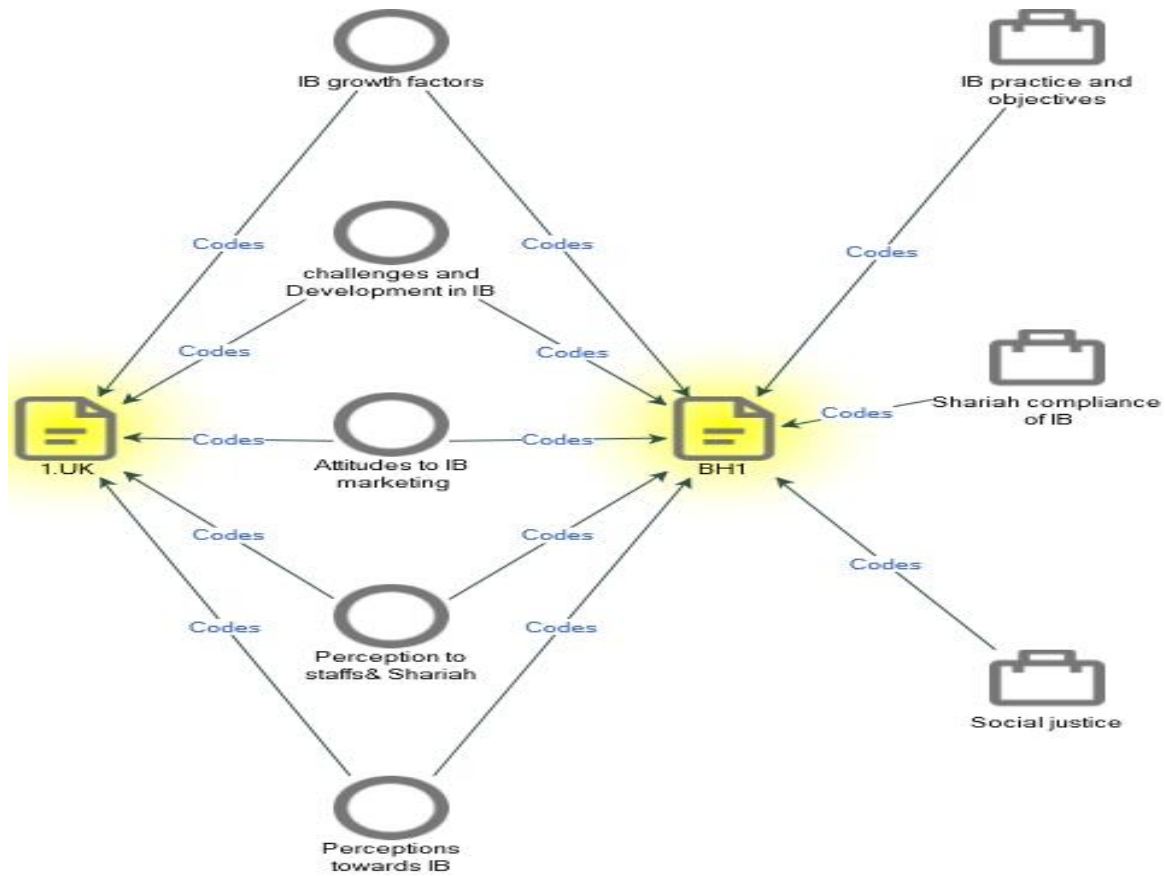 IB growth factors
IB practice and
objectives
Codes
Codes
Codes
challenges and
Development in IB
Codes
Codes
Shariah compliance
of IB
Codes
1.UK
Codes
Attitudes to IB
marketing
Codes
BH1
Codes
Codes
Codes
Codes
Perception to
staffs& Shariah
Codes
Social justice
Perceptions
towards IB